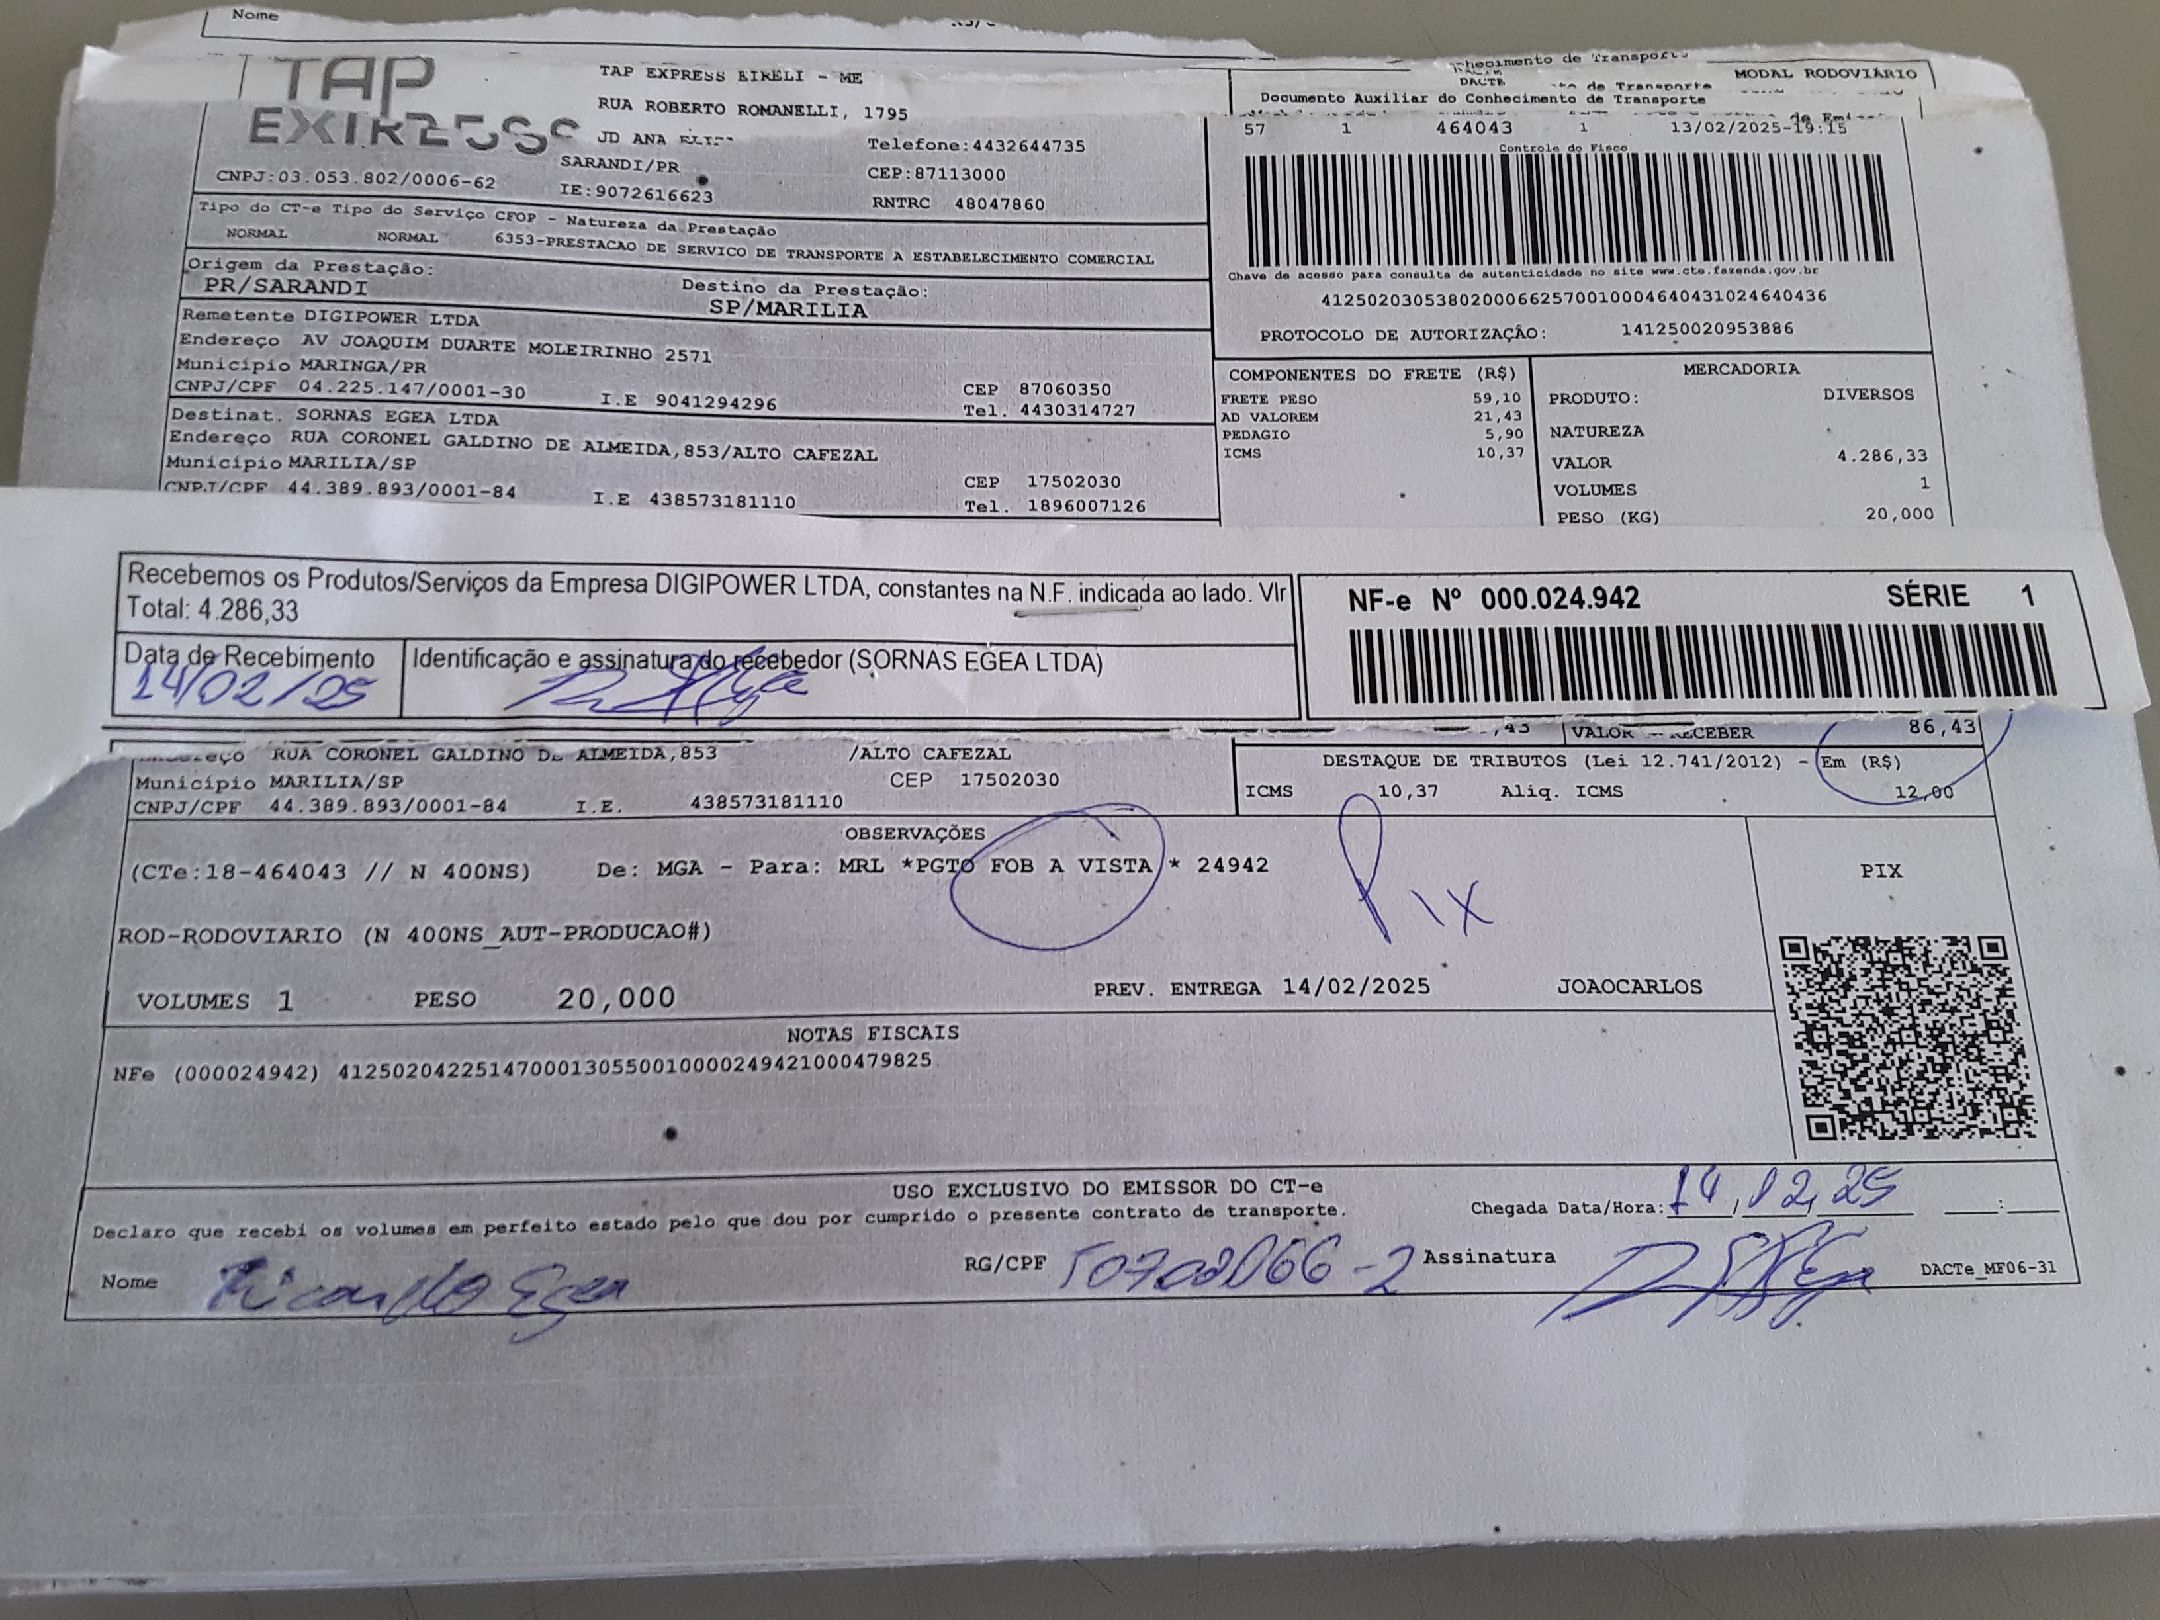 Nome
TAP
TAP EXPRESS EIRELI - ME
RUA ROBERTO ROMANELLI, 1795
JD ANA
SARANDI/PR
Telefone:4432644735
CNPJ:03.053.802/0006-62
IE:9072616623
CEP:87113000
RNTRC 48047860
hecimento de Transporte
DACTE
MODAL RODOVIÁRIO
to de Transporte
Documento Auxiliar do Conhecimento de Transporte
57 1 464043 1 13/02/2025-19:15
Controle do Fisco
Chave de acesso para consulta de autenticidade no site www.cte.fazenda.gov.br
41250203053802000662570010004640431024640436
PROTOCOLO DE AUTORIZAÇÃO: 141250020953886
Tipo do CT-e Tipo do Serviço CFOP - Natureza da Prestação
NORMAL NORMAL 6353-PRESTACAO DE SERVICO DE TRANSPORTE A ESTABELECIMENTO COMERCIAL
Origem da Prestação: Destino da Prestação:
PR/SARANDI SP/MARILIA
Remetente DIGIPOWER LTDA
Endereço AV JOAQUIM DUARTE MOLEIRINHO 2571
Município MARINGA/PR CEP 87060350
CNPJ/CPF 04.225.147/0001-30 I.E 9041294296 Tel. 4430314727
Destinat. SORNAS EGEA LTDA
Endereço RUA CORONEL GALDINO DE ALMEIDA,853/ALTO CAFEZAL
Município MARILIA/SP CEP 17502030
CNPJ/CPF 44.389.893/0001-84 I.E 438573181110 Tel. 1896007126
COMPONENTES DO FRETE (R$)
FRETE PESO 59,10
AD VALOREM 21,43
PEDAGIO 5,90
ICMS 10,37
MERCADORIA
PRODUTO: DIVERSOS
NATUREZA
VALOR 4.286,33
VOLUMES 1
PESO (KG) 20,000
Recebemos os Produtos/Serviços da Empresa DIGIPOWER LTDA, constantes na N.F. indicada ao lado. Vlr
Total: 4.286,33
Data de Recebimento
14/02/25
Identificação e assinatura do recebedor (SORNAS EGEA LTDA)
NF-e Nº 000.024.942 SÉRIE 1
,43 VALOR RECEBER 86,43
RUA CORONEL GALDINO DE ALMEIDA,853 /ALTO CAFEZAL
Município MARILIA/SP CEP 17502030
CNPJ/CPF 44.389.893/0001-84 I.E. 438573181110
DESTAQUE DE TRIBUTOS (Lei 12.741/2012) - Em (R$)
ICMS 10,37 Aliq. ICMS 12,00
OBSERVAÇÕES
(CTe:18-464043 // N 400NS) De: MGA - Para: MRL *PGTO FOB A VISTA * 24942
Pix
PIX
ROD-RODOVIARIO (N 400NS_AUT-PRODUCAO#)
VOLUMES 1 PESO 20,000 PREV. ENTREGA 14/02/2025 JOAOCARLOS
NOTAS FISCAIS
NFe (000024942) 41250204225147000130550010000249421000479825
USO EXCLUSIVO DO EMISSOR DO CT-e
Declaro que recebi os volumes em perfeito estado pelo que dou por cumprido o presente contrato de transporte.
Chegada Data/Hora: 14, 02, 25 :
Nome Ricardo Egea RG/CPF Assinatura
DACTe_MF06-31